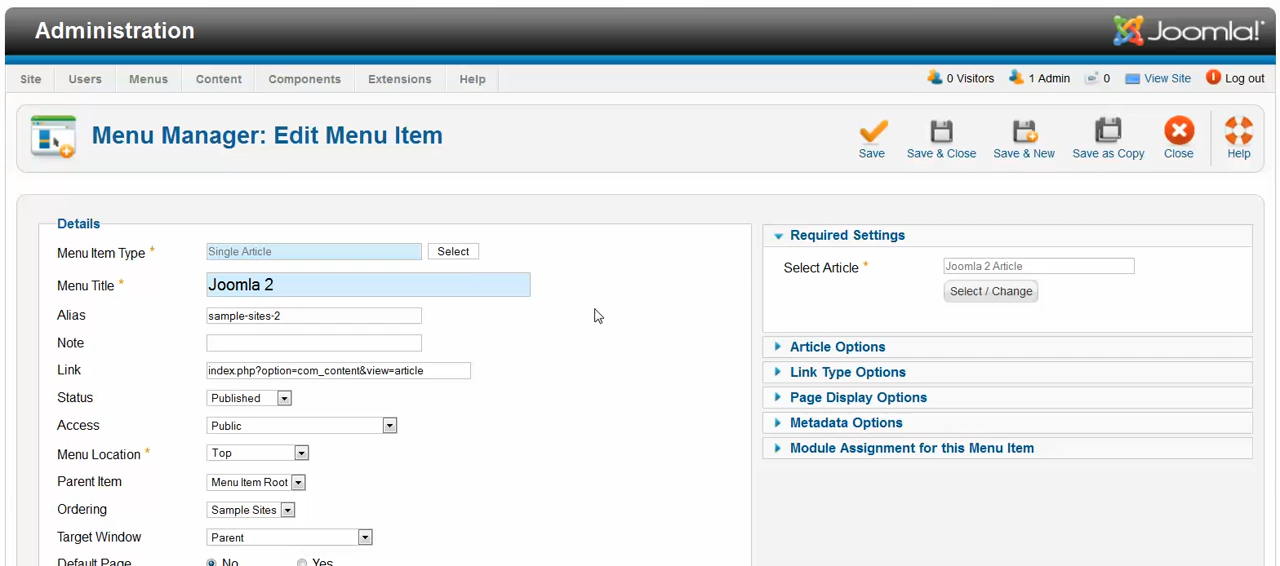 Administration
Joomla!
Site Users Menus Content Components Extensions Help
0 Visitors 1 Admin 0 View Site Log out
Menu Manager: Edit Menu Item
Save Save & Close Save & New Save as Copy Close Help
Details
Menu Item Type * Single Article Select
Menu Title * Joomla 2
Alias sample-sites-2
Note
Link index.php?option=com_content&view=article
Status Published
Access Public
Menu Location * Top
Parent Item Menu Item Root
Ordering Sample Sites
Target Window Parent
Default Page No Yes
Required Settings
Select Article * Joomla 2 Article
Select / Change
Article Options
Link Type Options
Page Display Options
Metadata Options
Module Assignment for this Menu Item